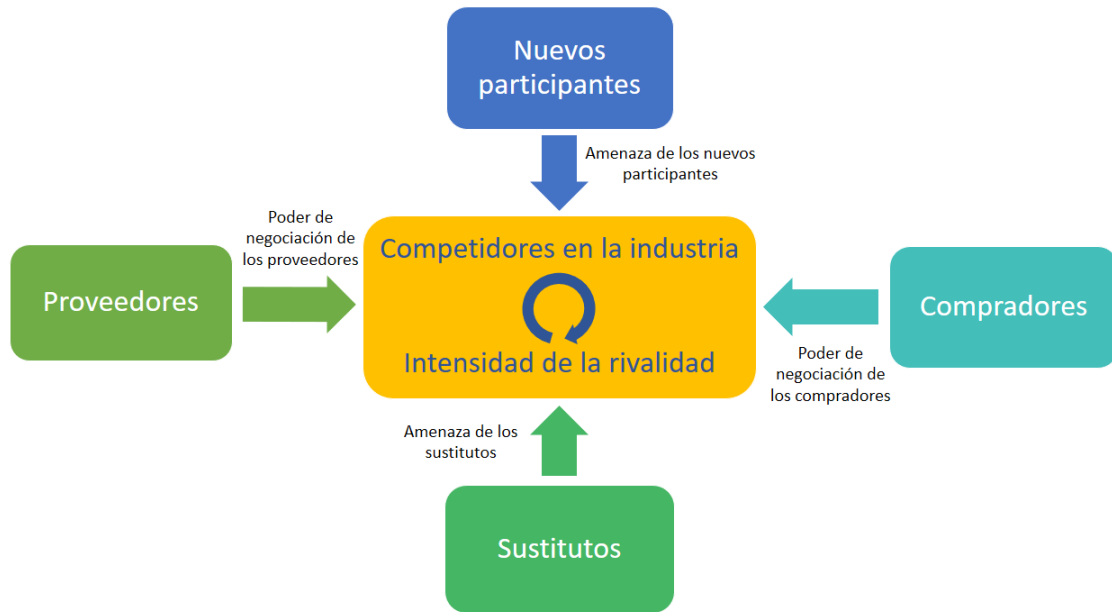 Nuevos
participantes
Amenaza de los nuevos
participantes
Poder de
negociación de
los proveedores
Proveedores
Competidores en la industria
Intensidad de la rivalidad
Compradores
Poder de
negociación de
los compradores
Amenaza de los
sustitutos
Sustitutos